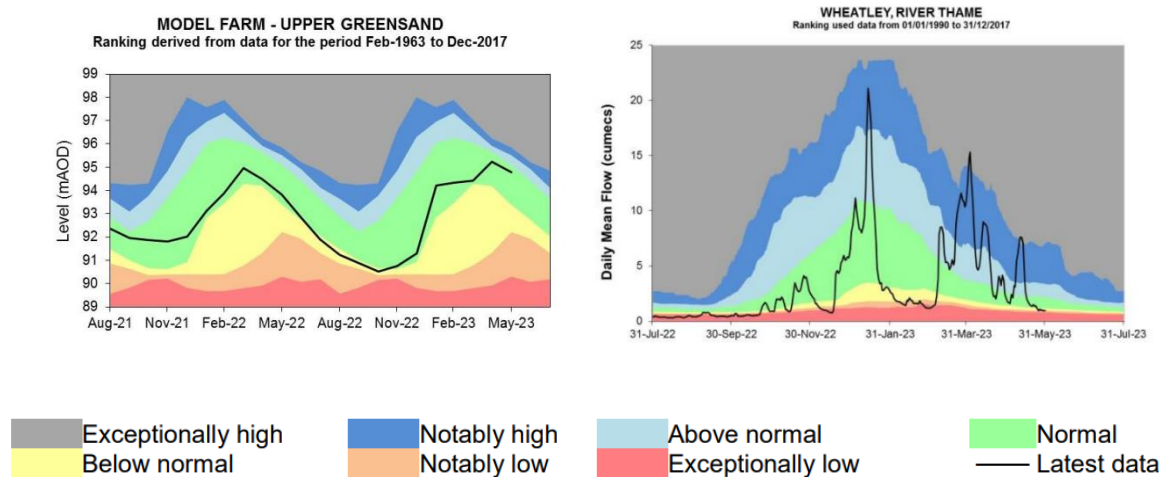 MODEL FARM - UPPER GREENSAND
Ranking derived from data for the period Feb-1963 to Dec-2017
99
98
97
96
95
94
93
92
91
90
89
Level (mAOD)
Aug-21 Nov-21 Feb-22 May-22 Aug-22 Nov-22 Feb-23 May-23
WHEATLEY, RIVER THAME
Ranking used data from 01/01/1990 to 31/12/2017
25
20
15
10
5
0
Daily Mean Flow (cumecs)
31-Jul-22 30-Sep-22 30-Nov-22 31-Jan-23 31-Mar-23 31-May-23 31-Jul-23
Exceptionally high Notably high Above normal Normal
Below normal Notably low Exceptionally low Latest data